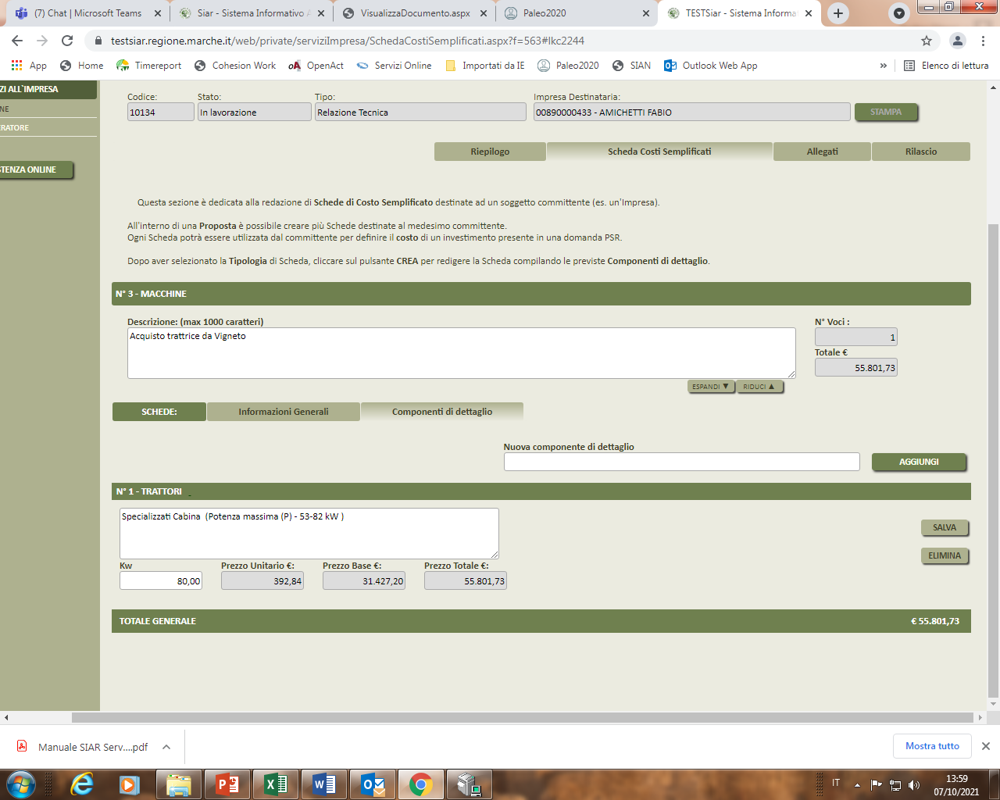 (7) Chat | Microsoft Teams
Siar - Sistema Informativo A
VisualizzaDocumento.aspx
Paleo2020
TESTSiar - Sistema Informa
testsiar.regione.marche.it/web/private/serviziImpresa/SchedaCostiSemplificati.aspx?f=563#lkc2244
App
Home
Timereport
Cohesion Work
OpenAct
Servizi Online
Importati da IE
Paleo2020
SIAN
Outlook Web App
»
Elenco di lettura
ZI ALL'IMPRESA
NE
ERATORE
STENZA ONLINE
Codice:
Stato:
Tipo:
Impresa Destinataria:
10134
In lavorazione
Relazione Tecnica
00890000433 - AMICHETTI FABIO
STAMPA
Riepilogo
Scheda Costi Semplificati
Allegati
Rilascio
Questa sezione è dedicata alla redazione di Schede di Costo Semplificato destinate ad un soggetto committente (es. un'Impresa).
All'interno di una Proposta è possibile creare più Schede destinate al medesimo committente.
Ogni Scheda potrà essere utilizzata dal committente per definire il costo di un investimento presente in una domanda PSR.
Dopo aver selezionato la Tipologia di Scheda, cliccare sul pulsante CREA per redigere la Scheda compilando le previste Componenti di dettaglio.
N° 3 - MACCHINE
Descrizione: (max 1000 caratteri)
Acquisto trattrice da Vigneto
N° Voci :
1
Totale €
55.801,73
ESPANDI ▼
RIDUCI ▲
SCHEDE:
Informazioni Generali
Componenti di dettaglio
Nuova componente di dettaglio
AGGIUNGI
N° 1 - TRATTORI
Specializzati Cabina (Potenza massima (P) - 53-82 kW )
SALVA
ELIMINA
Kw
Prezzo Unitario €:
Prezzo Base €:
Prezzo Totale €:
80,00
392,84
31.427,20
55.801,73
TOTALE GENERALE
€ 55.801,73
Manuale SIAR Serv....pdf
Mostra tutto
IT
13:59
07/10/2021